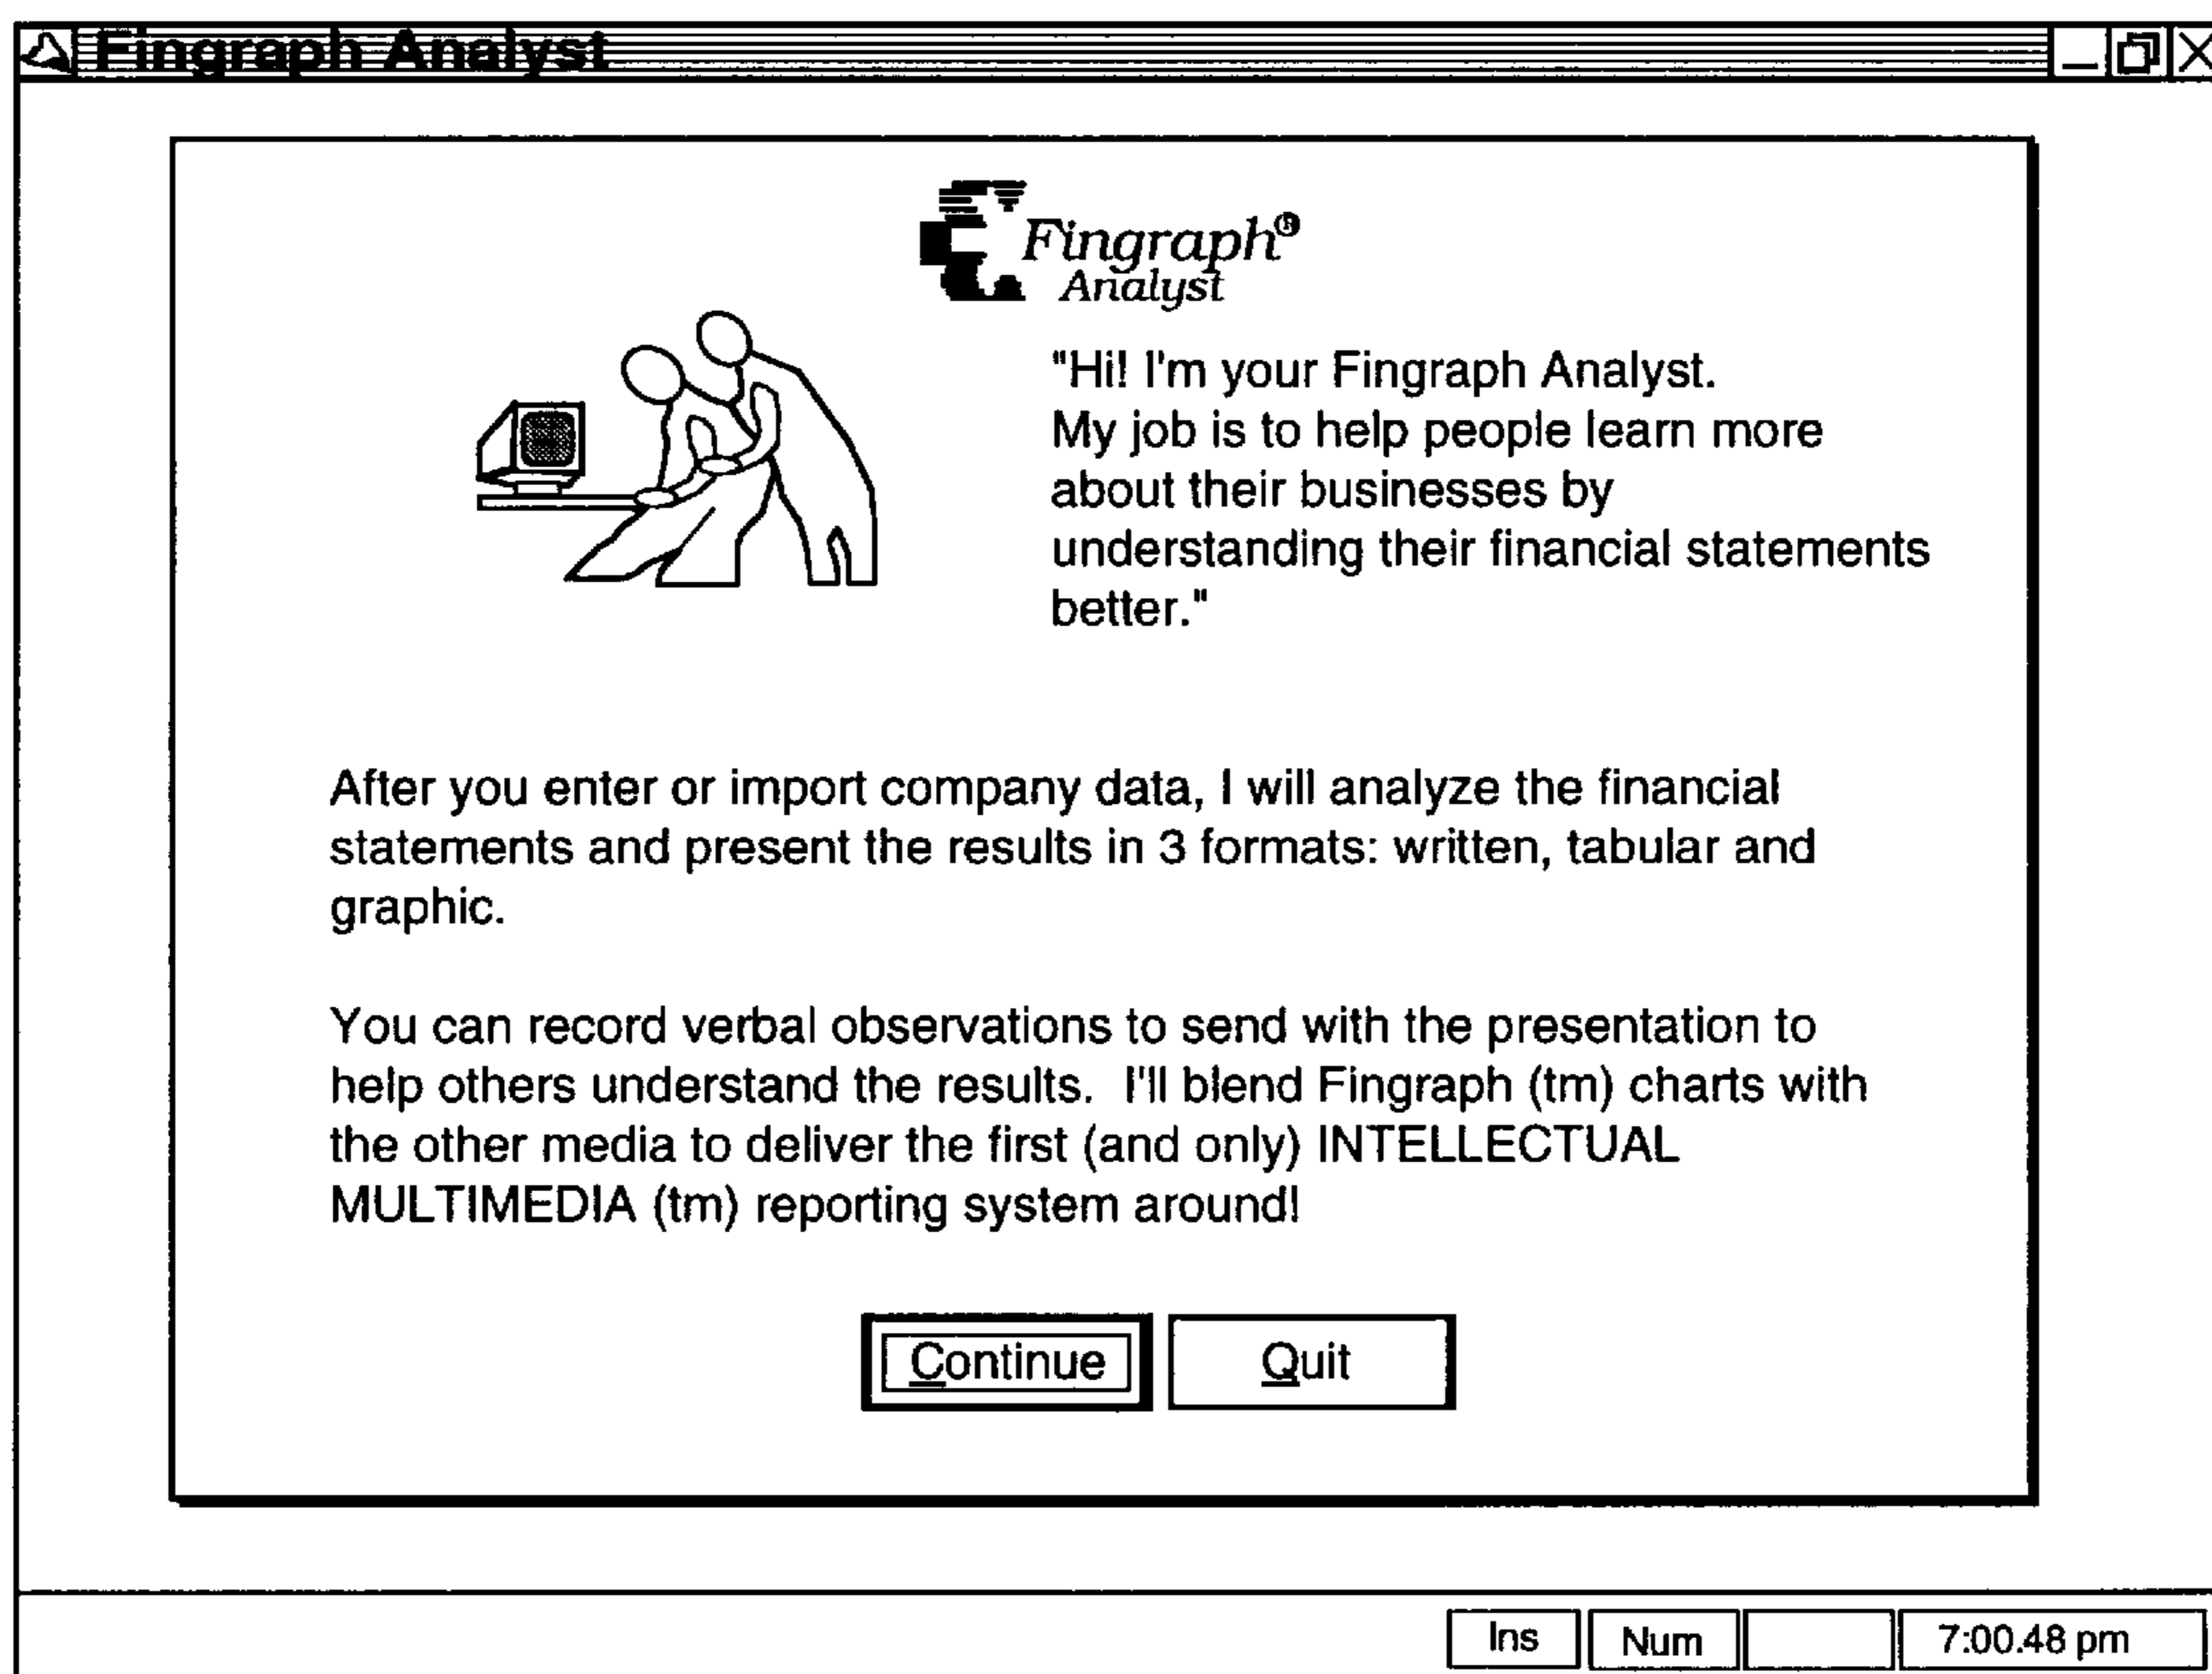 Fingraph Analyst
Fingraph®
Analyst
"Hi! I'm your Fingraph Analyst.
My job is to help people learn more
about their businesses by
understanding their financial statements
better."
After you enter or import company data, I will analyze the financial
statements and present the results in 3 formats: written, tabular and
graphic.
You can record verbal observations to send with the presentation to
help others understand the results.  I'll blend Fingraph (tm) charts with
the other media to deliver the first (and only) INTELLECTUAL
MULTIMEDIA (tm) reporting system around!
Continue Quit
Ins Num 7:00.48 pm